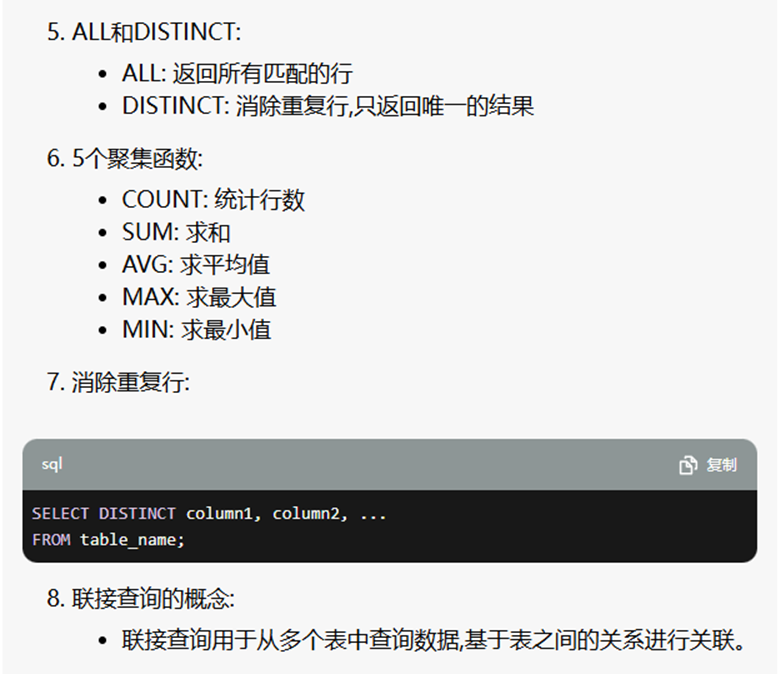 5. ALL和DISTINCT:
• ALL: 返回所有匹配的行
• DISTINCT: 消除重复行,只返回唯一的结果
6. 5个聚集函数:
• COUNT: 统计行数
• SUM: 求和
• AVG: 求平均值
• MAX: 求最大值
• MIN: 求最小值
7. 消除重复行:
sql 复制
SELECT DISTINCT column1, column2, ...
FROM table_name;
8. 联接查询的概念:
• 联接查询用于从多个表中查询数据,基于表之间的关系进行关联。